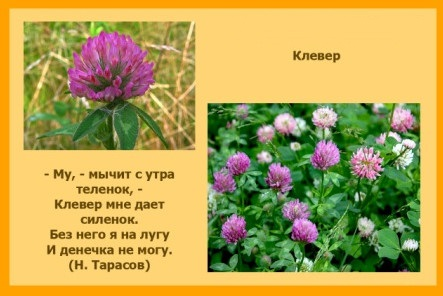 Клевер
- Му, - мычит с утра
теленок, -
Клевер мне дает
силенок.
Без него я на лугу
И денечка не могу.
(Н. Тарасов)